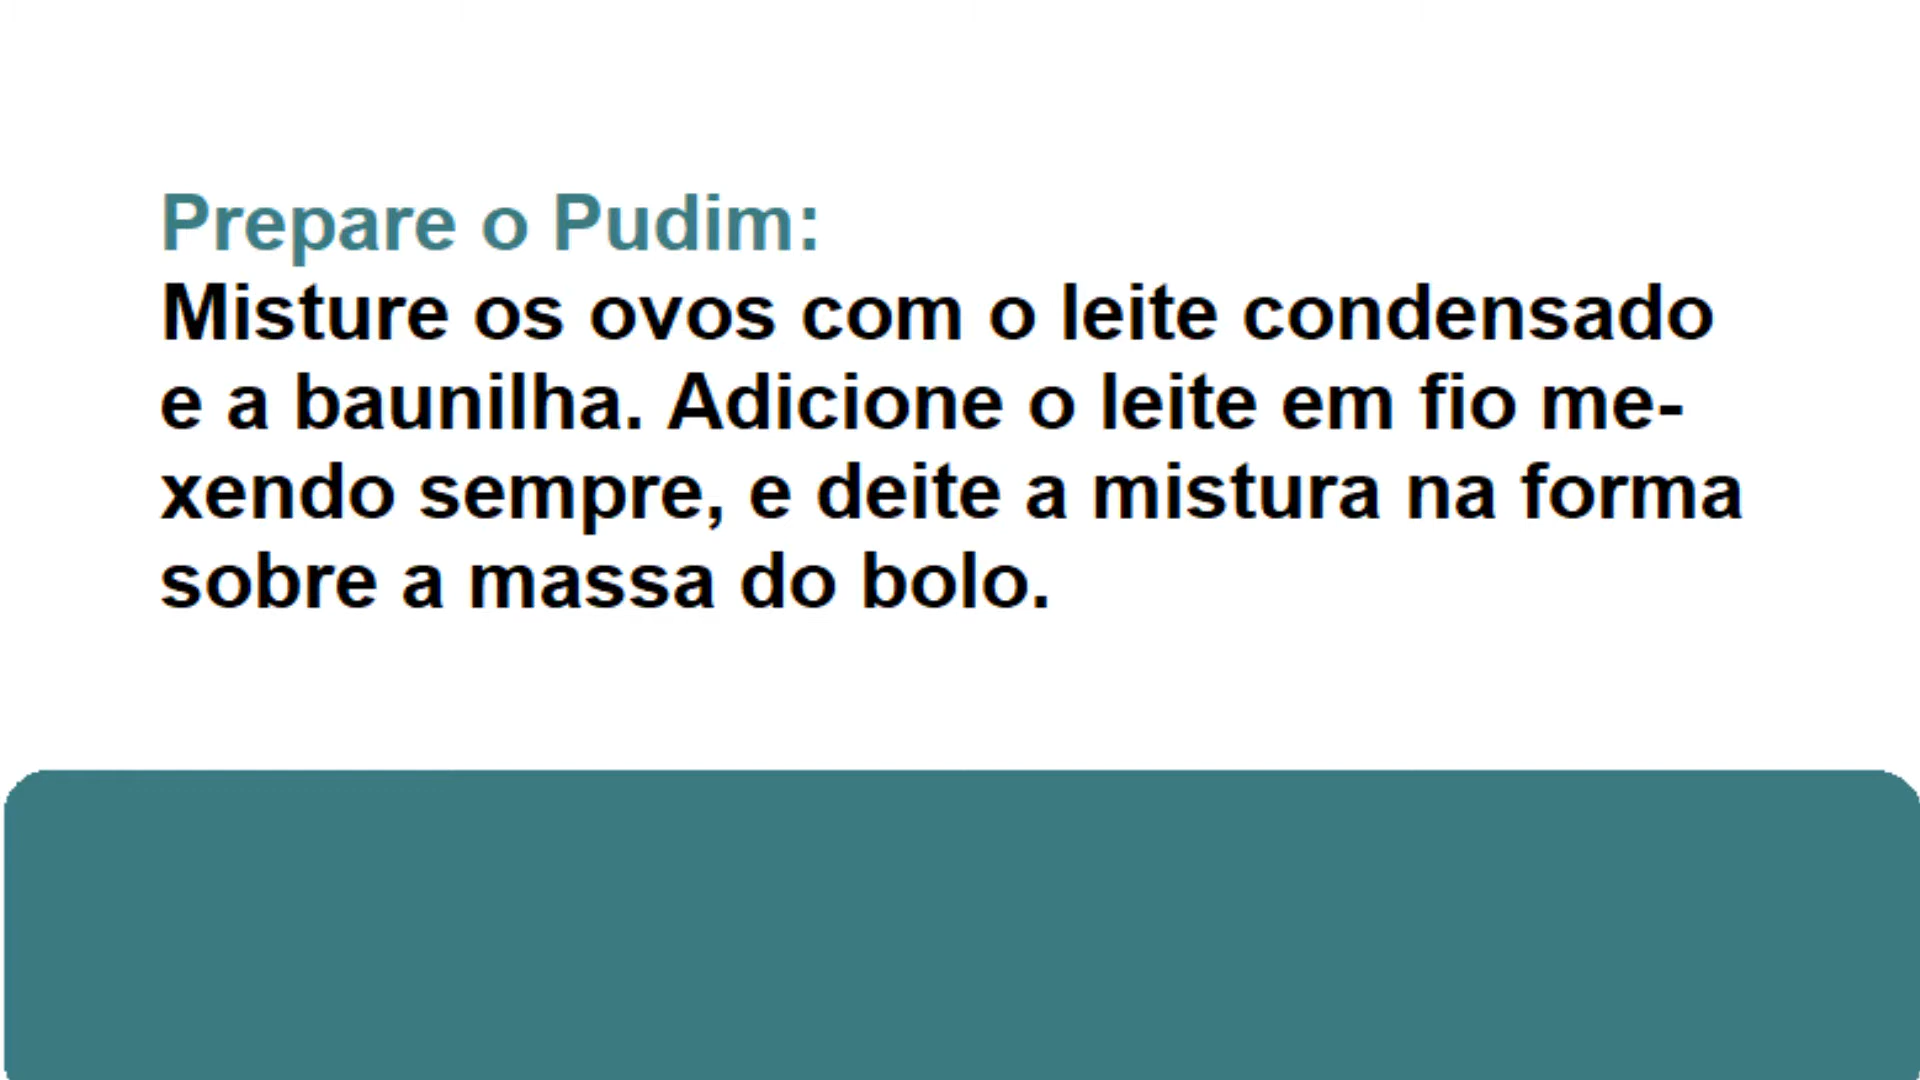 Prepare o Pudim:
Misture os ovos com o leite condensado
e a baunilha. Adicione o leite em fio me-
xendo sempre, e deite a mistura na forma
sobre a massa do bolo.